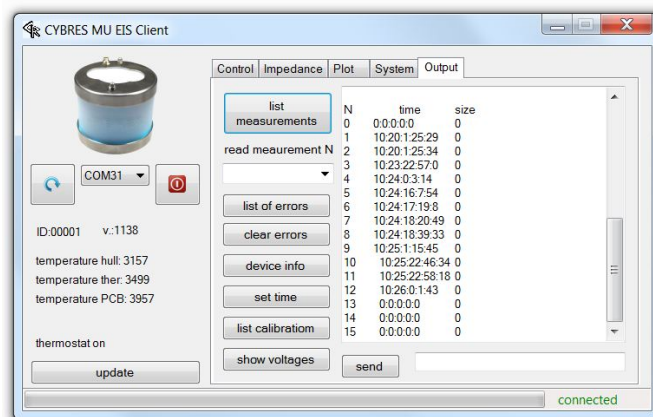 CYBRES MU EIS Client
Control Impedance Plot System Output
list
measurements
read meaurement N
list of errors
clear errors
device info
set time
list calibratiom
show voltages
N time size
0 0:0:0:0:0 0
1 10:20:1:25:29 0
2 10:20:1:25:34 0
3 10:23:22:57:0 0
4 10:24:0:3:14 0
5 10:24:16:7:54 0
6 10:24:17:19:8 0
7 10:24:18:20:49 0
8 10:24:18:39:33 0
9 10:25:1:15:45 0
10 10:25:22:46:34 0
11 10:25:22:58:18 0
12 10:26:0:1:43 0
13 0:0:0:0:0 0
14 0:0:0:0:0 0
15 0:0:0:0:0 0
send
COM31
ID:00001 v.:1138
temperature hull: 3157
temperature ther: 3499
temperature PCB: 3957
thermostat on
update
connected